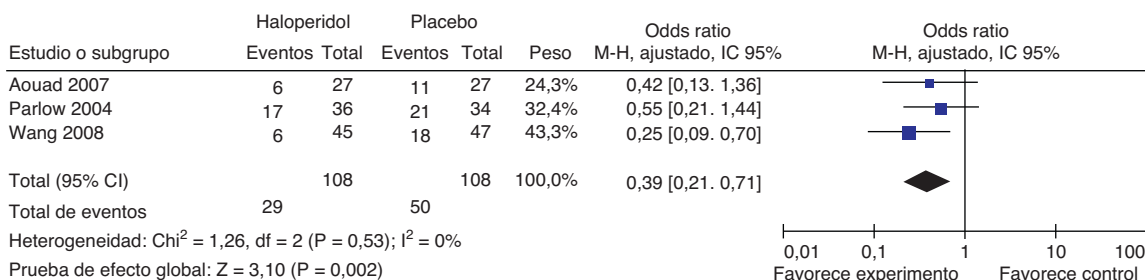 Haloperidol Placebo Odds ratio Odds ratio
Estudio o subgrupo Eventos Total Eventos Total Peso M-H, ajustado, IC 95% M-H, ajustado, IC 95%
Aouad 2007 6 27 11 27 24,3% 0,42 [0,13. 1,36]
Parlow 2004 17 36 21 34 32,4% 0,55 [0,21. 1,44]
Wang 2008 6 45 18 47 43,3% 0,25 [0,09. 0,70]
Total (95% CI) 108 108 100,0% 0,39 [0,21. 0,71]
Total de eventos 29 50
Heterogeneidad: Chi² = 1,26, df = 2 (P = 0,53); I² = 0%
0,01 0,1 1 10 100
Prueba de efecto global: Z = 3,10 (P = 0,002) Favorece experimento Favorece control